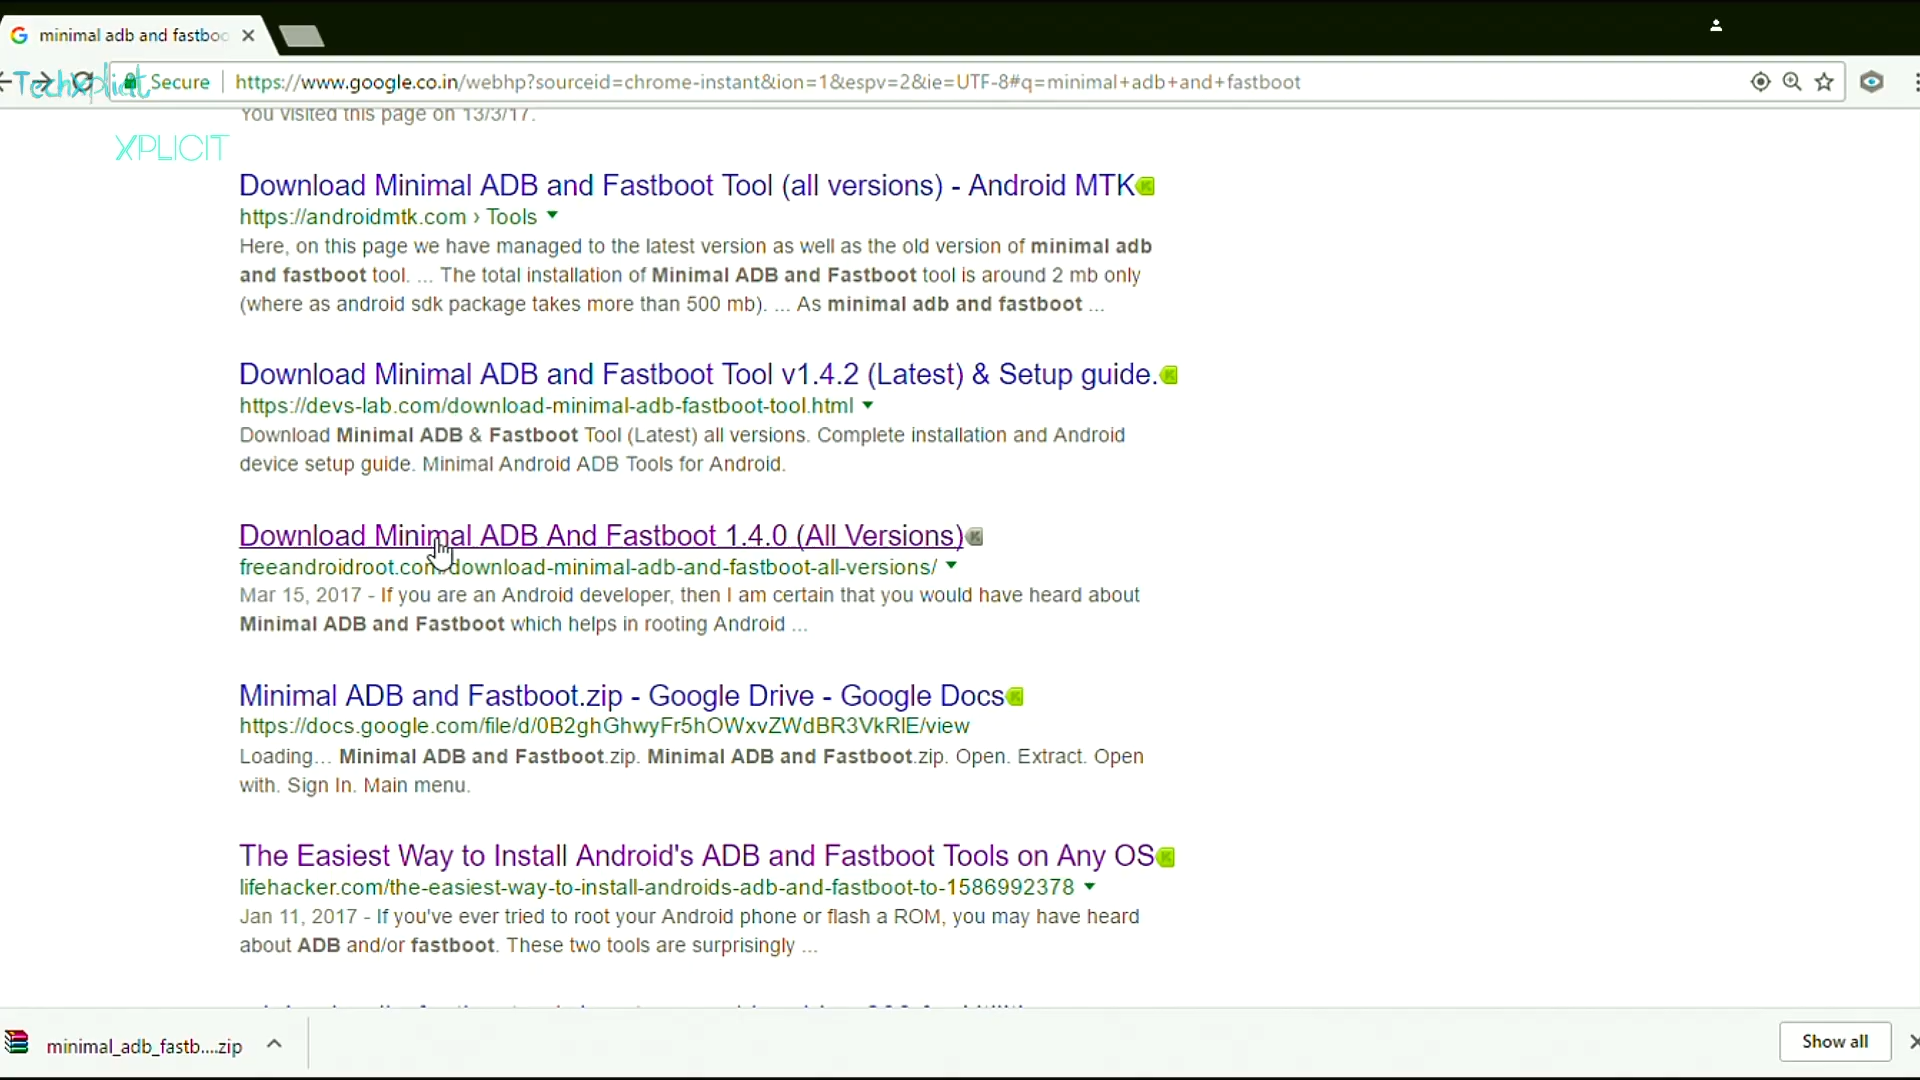 minimal adb and fastboo
Techxplicit
Secure
https://www.google.co.in/webhp?sourceid=chrome-instant&ion=1&espv=2&ie=UTF-8#q=minimal+adb+and+fastboot
You visited this page on 13/3/17.
XPLICIT
Download Minimal ADB and Fastboot Tool (all versions) - Android MTK
https://androidmtk.com › Tools
Here, on this page we have managed to the latest version as well as the old version of minimal adb
and fastboot tool. ... The total installation of Minimal ADB and Fastboot tool is around 2 mb only
(where as android sdk package takes more than 500 mb). ... As minimal adb and fastboot ...
Download Minimal ADB and Fastboot Tool v1.4.2 (Latest) & Setup guide.
https://devs-lab.com/download-minimal-adb-fastboot-tool.html
Download Minimal ADB & Fastboot Tool (Latest) all versions. Complete installation and Android
device setup guide. Minimal Android ADB Tools for Android.
Download Minimal ADB And Fastboot 1.4.0 (All Versions)
freeandroidroot.com/download-minimal-adb-and-fastboot-all-versions/
Mar 15, 2017 - If you are an Android developer, then I am certain that you would have heard about
Minimal ADB and Fastboot which helps in rooting Android ...
Minimal ADB and Fastboot.zip - Google Drive - Google Docs
https://docs.google.com/file/d/0B2ghGhwyFr5hOWxvZWdBR3VkRlE/view
Loading... Minimal ADB and Fastboot.zip. Minimal ADB and Fastboot.zip. Open. Extract. Open
with. Sign In. Main menu.
The Easiest Way to Install Android's ADB and Fastboot Tools on Any OS
lifehacker.com/the-easiest-way-to-install-androids-adb-and-fastboot-to-1586992378
Jan 11, 2017 - If you've ever tried to root your Android phone or flash a ROM, you may have heard
about ADB and/or fastboot. These two tools are surprisingly ...
minimal_adb_fastb....zip
Show all